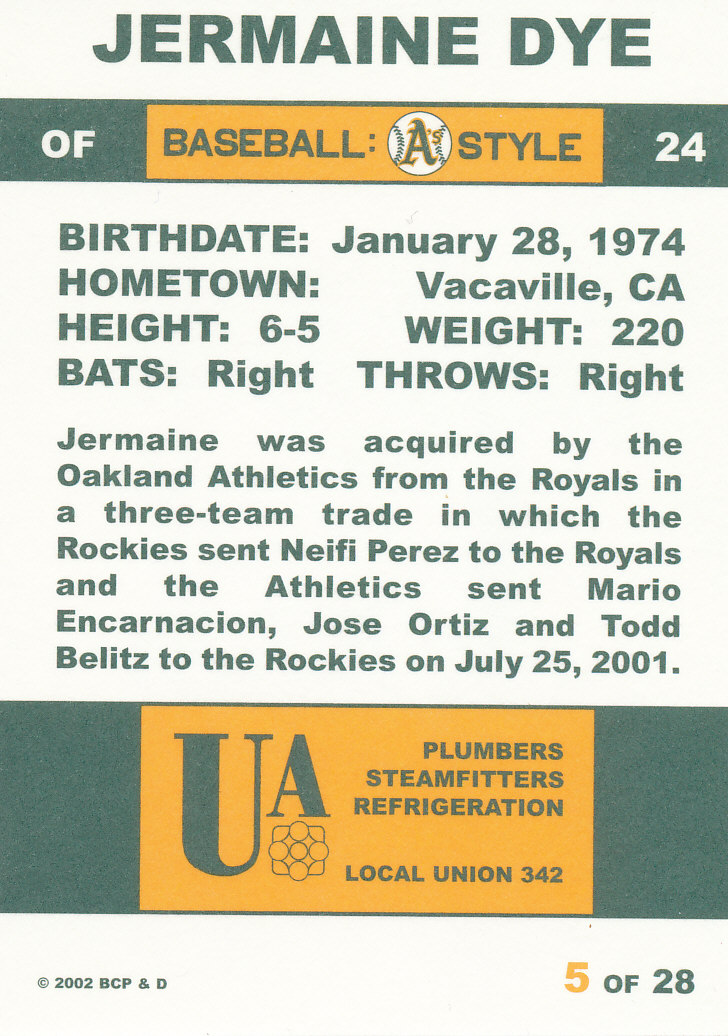 JERMAINE DYE
OF BASEBALL: A's STYLE 24
BIRTHDATE: January 28, 1974
HOMETOWN: Vacaville, CA
HEIGHT: 6-5 WEIGHT: 220
BATS: Right THROWS: Right
Jermaine was acquired by the
Oakland Athletics from the Royals in
a three-team trade in which the
Rockies sent Neifi Perez to the Royals
and the Athletics sent Mario
Encarnacion, Jose Ortiz and Todd
Belitz to the Rockies on July 25, 2001.
UA
PLUMBERS
STEAMFITTERS
REFRIGERATION
LOCAL UNION 342
© 2002 BCP & D
5 OF 28